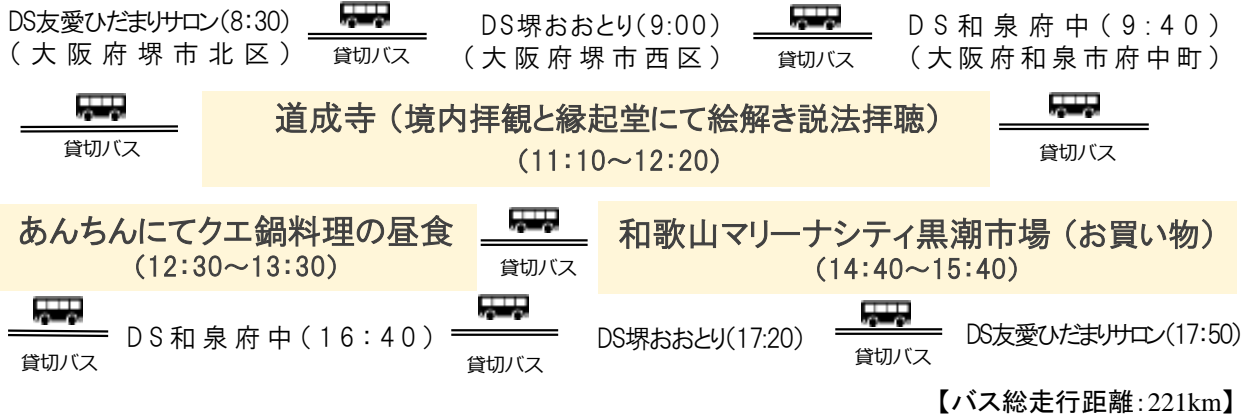 DS友愛ひだまりサロン(8:30) 貸切バス DS堺おおとり(9:00) 貸切バス DS和泉府中(9:40)
(大阪府堺市北区) (大阪府堺市西区) (大阪府和泉市府中町)
貸切バス 道成寺（境内拝観と縁起堂にて絵解き説法拝聴） 貸切バス
(11:10～12:20)
あんちんにてクエ鍋料理の昼食 貸切バス 和歌山マリーナシティ黒潮市場（お買い物）
(12:30～13:30) (14:40～15:40)
貸切バス DS和泉府中(16:40) 貸切バス DS堺おおとり(17:20) 貸切バス DS友愛ひだまりサロン(17:50)
【バス総走行距離:221km】